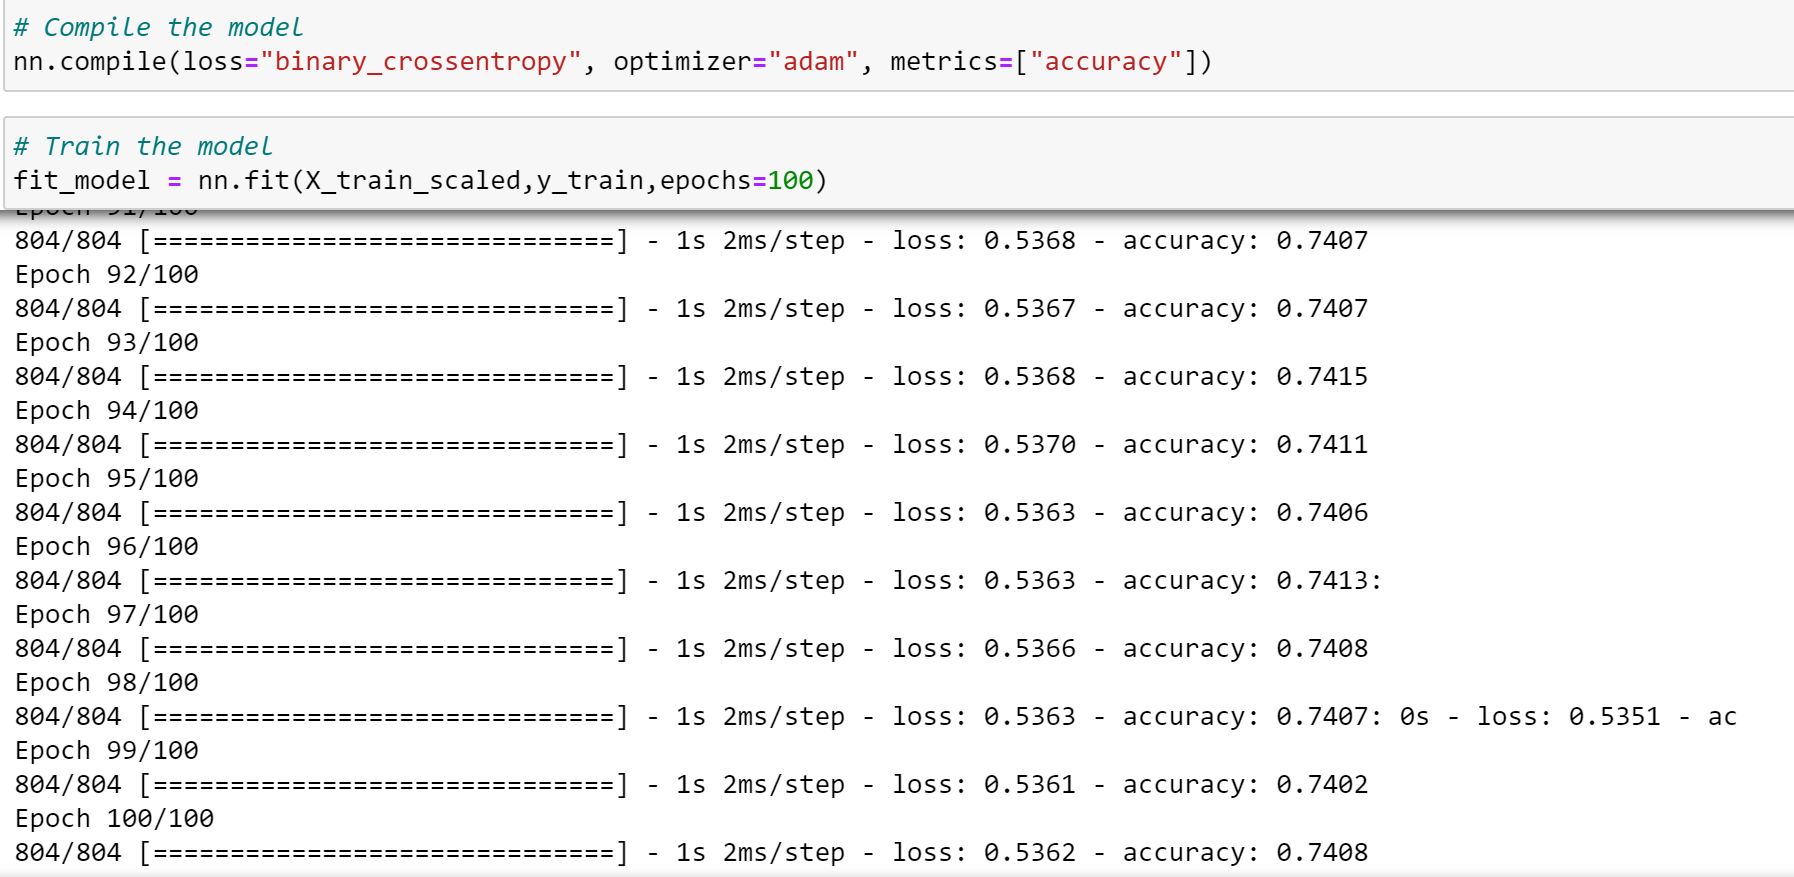 # Compile the model
nn.compile(loss="binary_crossentropy", optimizer="adam", metrics=["accuracy"])
# Train the model
fit_model = nn.fit(X_train_scaled,y_train,epochs=100)
Epoch 91/100
804/804 [==============================] - 1s 2ms/step - loss: 0.5368 - accuracy: 0.7407
Epoch 92/100
804/804 [==============================] - 1s 2ms/step - loss: 0.5367 - accuracy: 0.7407
Epoch 93/100
804/804 [==============================] - 1s 2ms/step - loss: 0.5368 - accuracy: 0.7415
Epoch 94/100
804/804 [==============================] - 1s 2ms/step - loss: 0.5370 - accuracy: 0.7411
Epoch 95/100
804/804 [==============================] - 1s 2ms/step - loss: 0.5363 - accuracy: 0.7406
Epoch 96/100
804/804 [==============================] - 1s 2ms/step - loss: 0.5363 - accuracy: 0.7413:
Epoch 97/100
804/804 [==============================] - 1s 2ms/step - loss: 0.5366 - accuracy: 0.7408
Epoch 98/100
804/804 [==============================] - 1s 2ms/step - loss: 0.5363 - accuracy: 0.7407: 0s - loss: 0.5351 - ac
Epoch 99/100
804/804 [==============================] - 1s 2ms/step - loss: 0.5361 - accuracy: 0.7402
Epoch 100/100
804/804 [==============================] - 1s 2ms/step - loss: 0.5362 - accuracy: 0.7408